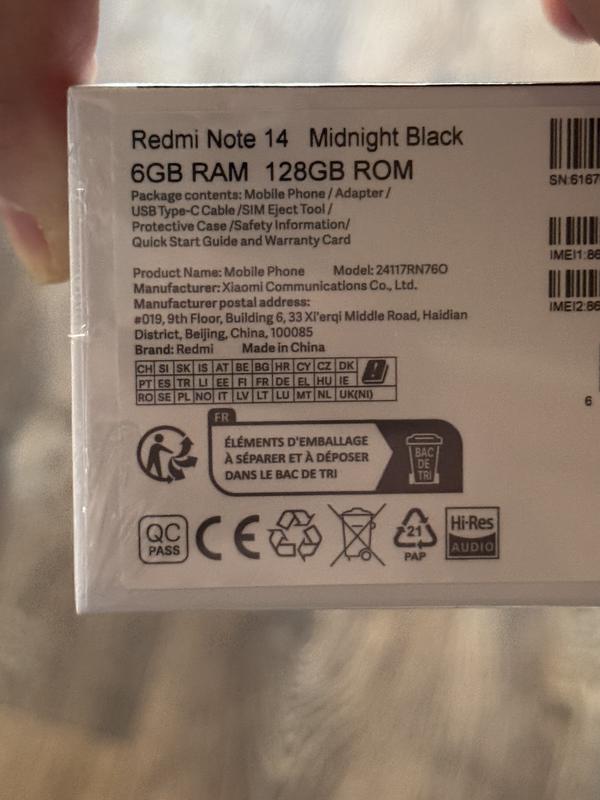 Redmi Note 14 Midnight Black
6GB RAM 128GB ROM
Package contents: Mobile Phone / Adapter /
USB Type-C Cable /SIM Eject Tool /
Protective Case /Safety Information/
Quick Start Guide and Warranty Card
Product Name: Mobile Phone Model: 24117RN76O
Manufacturer: Xiaomi Communications Co., Ltd.
Manufacturer postal address:
#019, 9th Floor, Building 6, 33 Xi'erqi Middle Road, Haidian
District, Beijing, China, 100085
Brand: Redmi Made in China
CH SI SK IS AT BE BG HR CY CZ DK
PT ES TR LI EE FI FR DE EL HU IE
RO SE PL NO IT LV LT LU MT NL UK(NI)
FR
ÉLÉMENTS D'EMBALLAGE
À SÉPARER ET À DÉPOSER
DANS LE BAC DE TRI
BAC
DE
TRI
QC
PASS
CE
21
PAP
Hi-Res
AUDIO
SN:6167
IMEI1:86
IMEI2:86
6